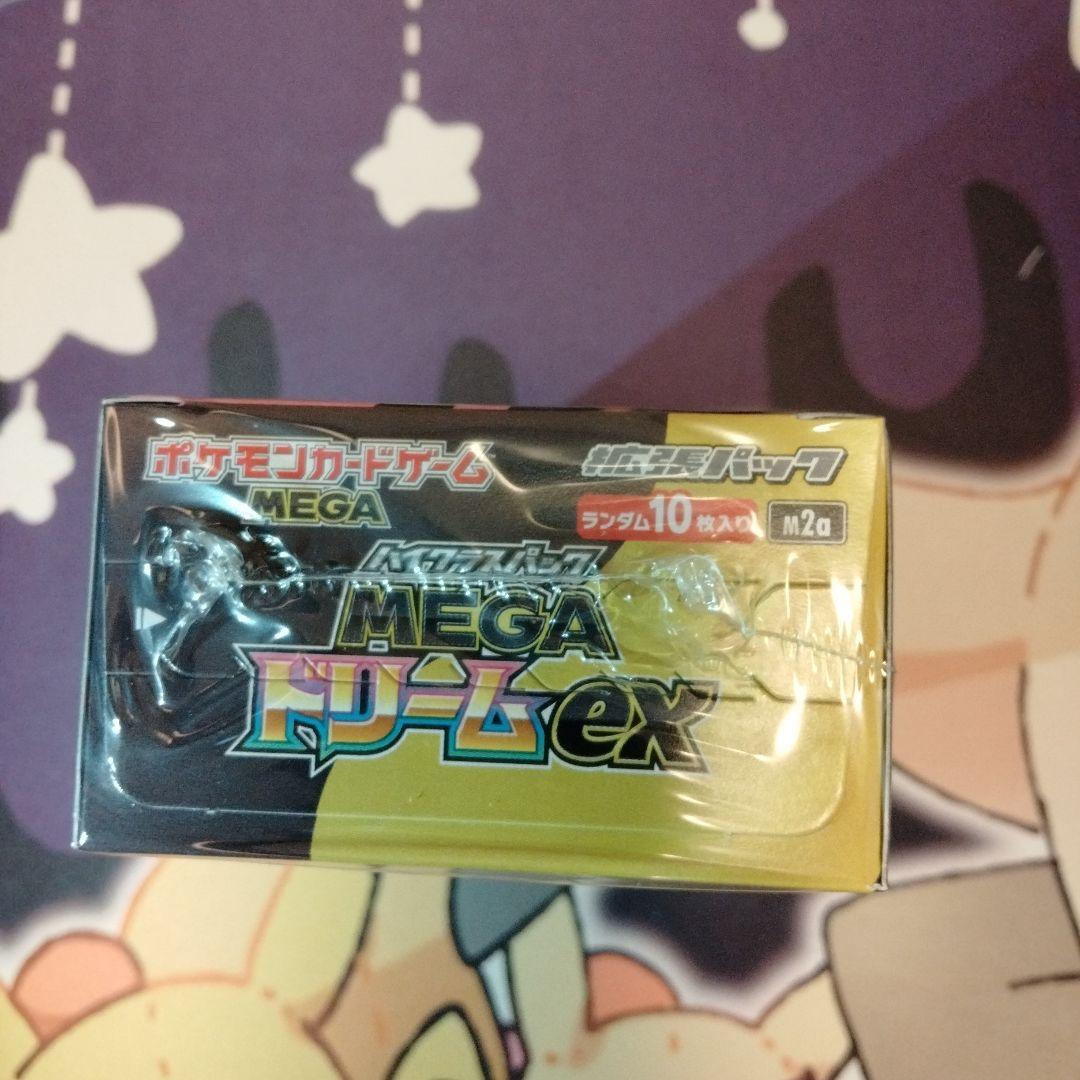 ポケモンカードゲーム
MEGA
拡張パック
ランダム10枚入り
M2a
ハイクラスパック
MEGA
ドリームex